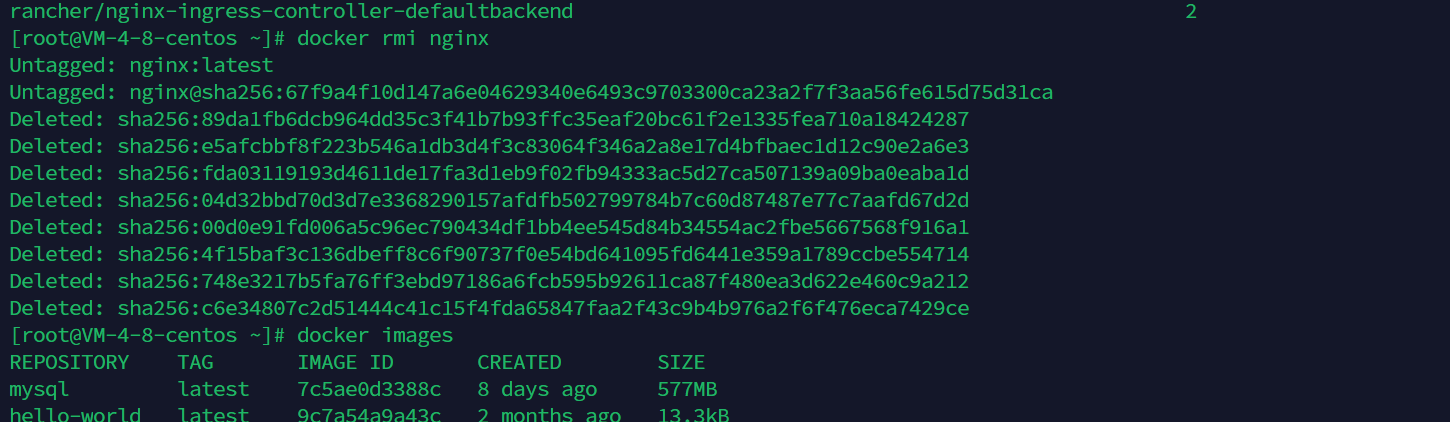 rancher/nginx-ingress-controller-defaultbackend 2
[root@VM-4-8-centos ~]# docker rmi nginx
Untagged: nginx:latest
Untagged: nginx@sha256:67f9a4f10d147a6e04629340e6493c9703300ca23a2f7f3aa56fe615d75d31ca
Deleted: sha256:89da1fb6dcb964dd35c3f41b7b93ffc35eaf20bc61f2e1335fea710a18424287
Deleted: sha256:e5afcbbf8f223b546a1db3d4f3c83064f346a2a8e17d4bfbaec1d12c90e2a6e3
Deleted: sha256:fda03119193d4611de17fa3d1eb9f02fb94333ac5d27ca507139a09ba0eaba1d
Deleted: sha256:04d32bbd70d3d7e3368290157afdfb502799784b7c60d87487e77c7aafd67d2d
Deleted: sha256:00d0e91fd006a5c96ec790434df1bb4ee545d84b34554ac2fbe5667568f916a1
Deleted: sha256:4f15baf3c136dbeff8c6f90737f0e54bd641095fd6441e359a1789ccbe554714
Deleted: sha256:748e3217b5fa76ff3ebd97186a6fcb595b92611ca87f480ea3d622e460c9a212
Deleted: sha256:c6e34807c2d51444c41c15f4fda65847faa2f43c9b4b976a2f6f476eca7429ce
[root@VM-4-8-centos ~]# docker images
REPOSITORY TAG IMAGE ID CREATED SIZE
mysql latest 7c5ae0d3388c 8 days ago 577MB
hello-world latest 9c7a54a9a43c 2 months ago 13.3kB